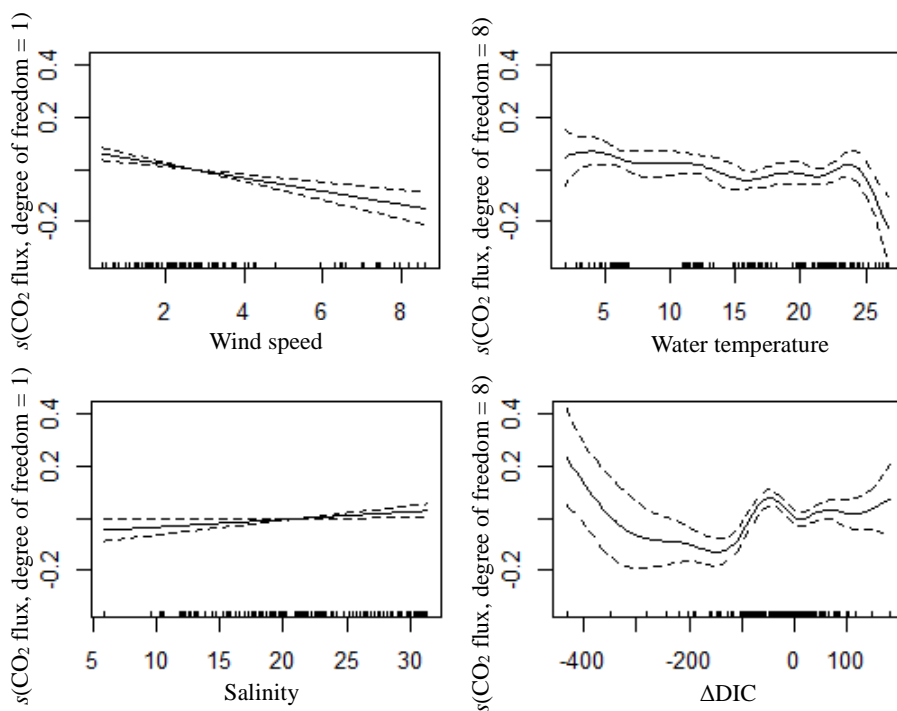 s(CO₂ flux, degree of freedom = 1)
0.4
0.2
-0.2
2 4 6 8
Wind speed
s(CO₂ flux, degree of freedom = 8)
0.4
0.2
-0.2
5 10 15 20 25
Water temperature
s(CO₂ flux, degree of freedom = 1)
0.4
0.2
-0.2
5 10 15 20 25 30
Salinity
s(CO₂ flux, degree of freedom = 8)
0.4
0.2
-0.2
-400 -200 0 100
ΔDIC